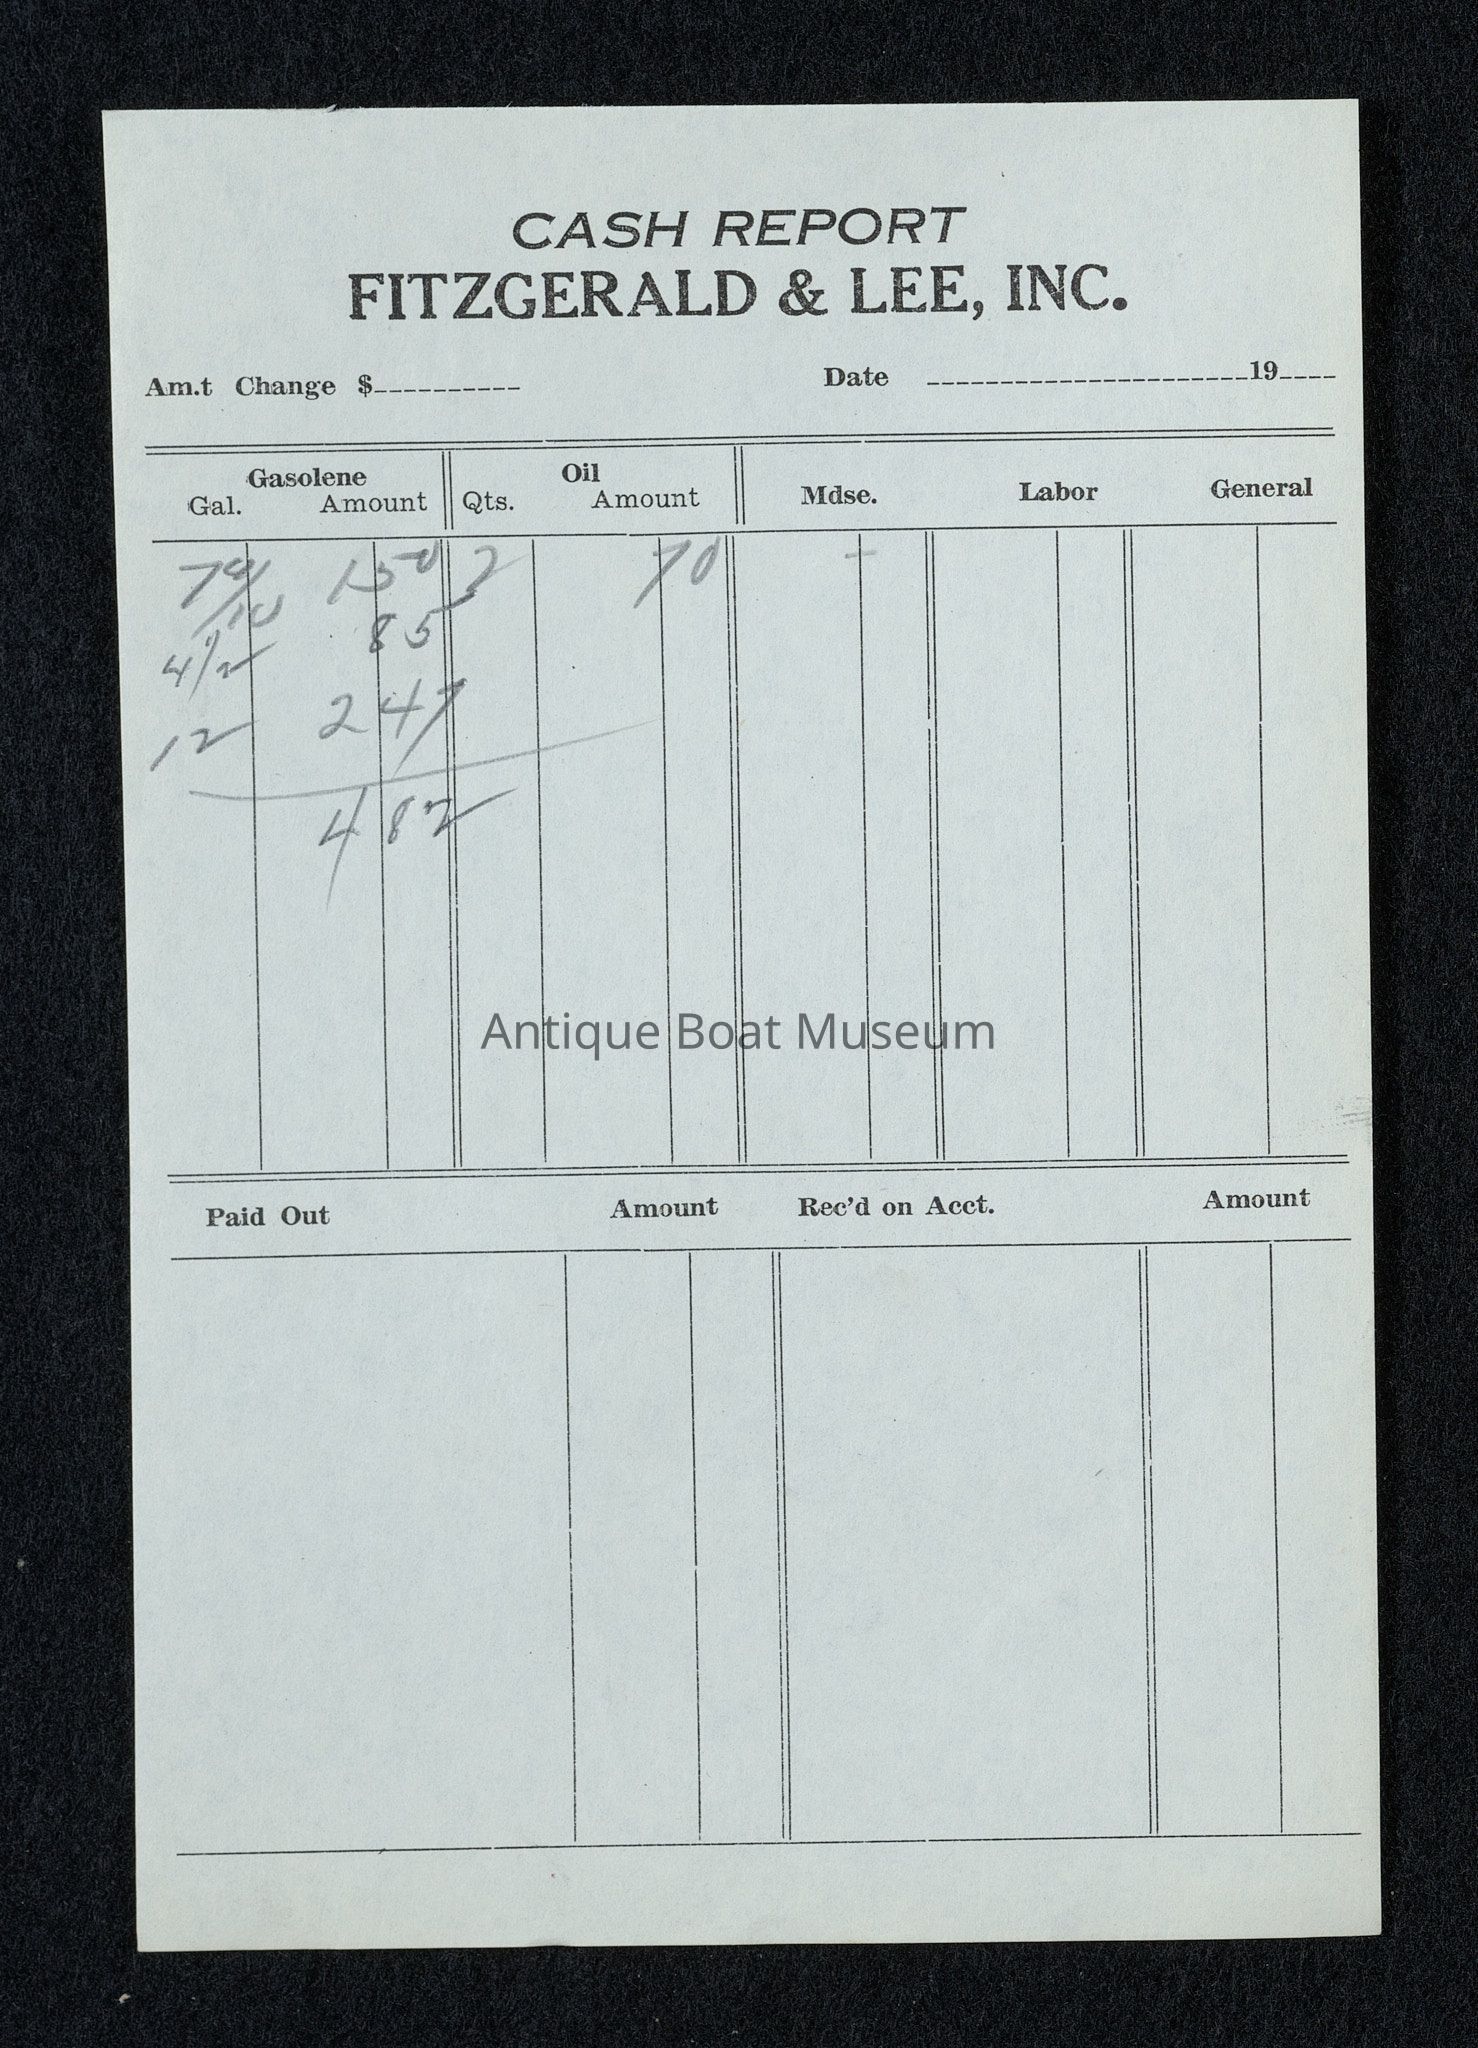 CASH REPORT
FITZGERALD & LEE, INC.
Am.t Change $__________ Date ______________________19____
Gasolene Oil
Gal. Amount Qts. Amount Mdse. Labor General
7 9/10 1 50 2 70 -
4 1/2 85
12 2 47
4 82
Antique Boat Museum
Paid Out Amount Rec'd on Acct. Amount